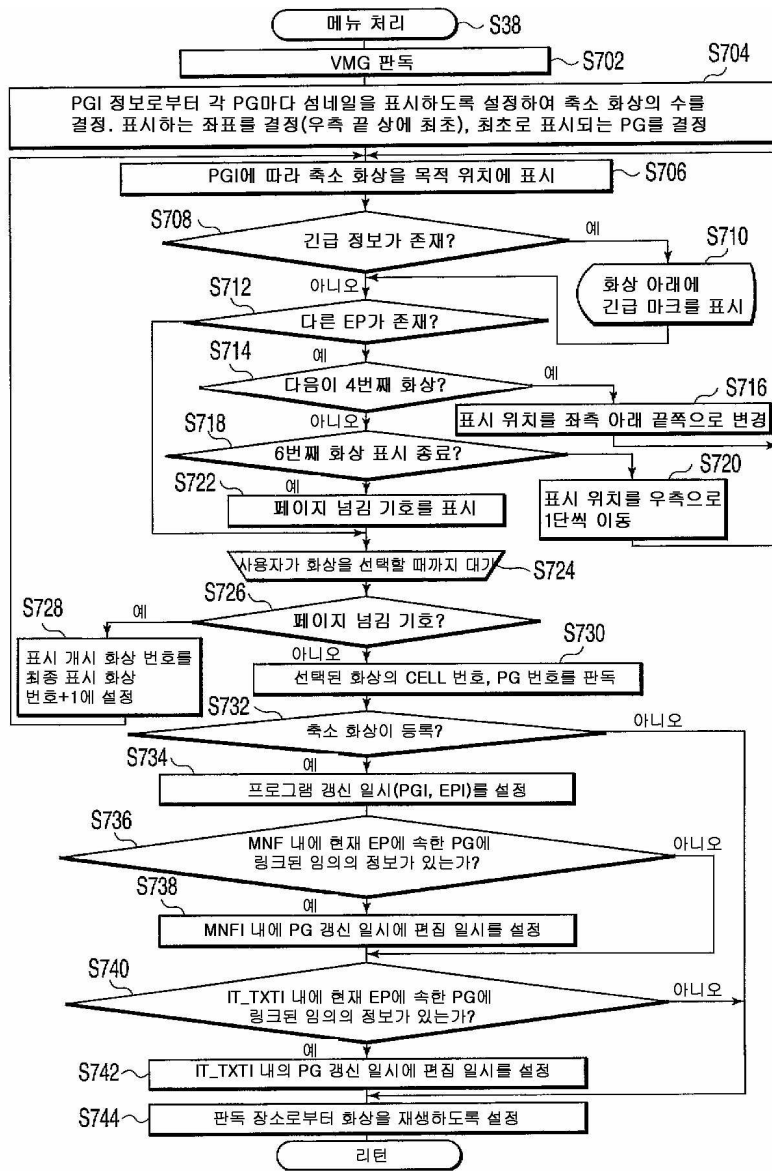 메뉴 처리
S38
VMG 판독
S702
S704
PGI 정보로부터 각 PG마다 섬네일을 표시하도록 설정하여 축소 화상의 수를
결정. 표시하는 좌표를 결정(우측 끝 상에 최초), 최초로 표시되는 PG를 결정
PGI에 따라 축소 화상을 목적 위치에 표시
S706
S708
긴급 정보가 존재?
예
S710
화상 아래에
긴급 마크를 표시
아니오
S712
다른 EP가 존재?
예
S714
다음이 4번째 화상?
예
S716
표시 위치를 좌측 아래 끝쪽으로 변경
아니오
S718
6번째 화상 표시 종료?
S720
표시 위치를 우측으로
1단씩 이동
예
S722
페이지 넘김 기호를 표시
사용자가 화상을 선택할 때까지 대기
S724
S726
페이지 넘김 기호?
예
S728
표시 개시 화상 번호를
최종 표시 화상
번호+1에 설정
아니오
S730
선택된 화상의 CELL 번호, PG 번호를 판독
S732
축소 화상이 등록?
아니오
예
S734
프로그램 갱신 일시(PGI, EPI)를 설정
S736
MNF 내에 현재 EP에 속한 PG에
링크된 임의의 정보가 있는가?
아니오
예
S738
MNFI 내에 PG 갱신 일시에 편집 일시를 설정
S740
IT_TXTI 내에 현재 EP에 속한 PG에
링크된 임의의 정보가 있는가?
아니오
예
S742
IT_TXTI 내의 PG 갱신 일시에 편집 일시를 설정
S744
판독 장소로부터 화상을 재생하도록 설정
리턴